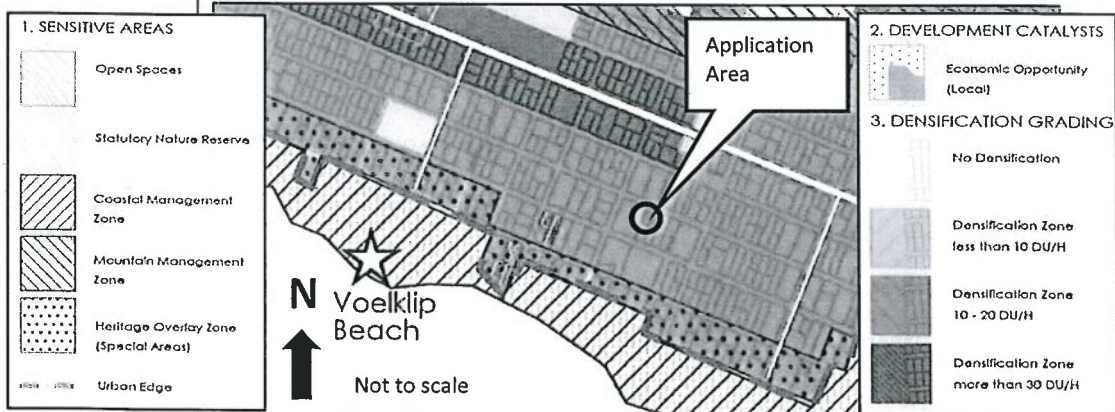 1. SENSITIVE AREAS
Open Spaces
Statutory Nature Reserve
Coastal Management
Zone
Mountain Management
Zone
Heritage Overlay Zone
(Special Areas)
Urban Edge
Application
Area
N
Voelklip
Beach
Not to scale
2. DEVELOPMENT CATALYSTS
Economic Opportunity
(Local)
3. DENSIFICATION GRADING
No Densification
Densification Zone
less than 10 DU/H
Densification Zone
10 - 20 DU/H
Densification Zone
more than 30 DU/H